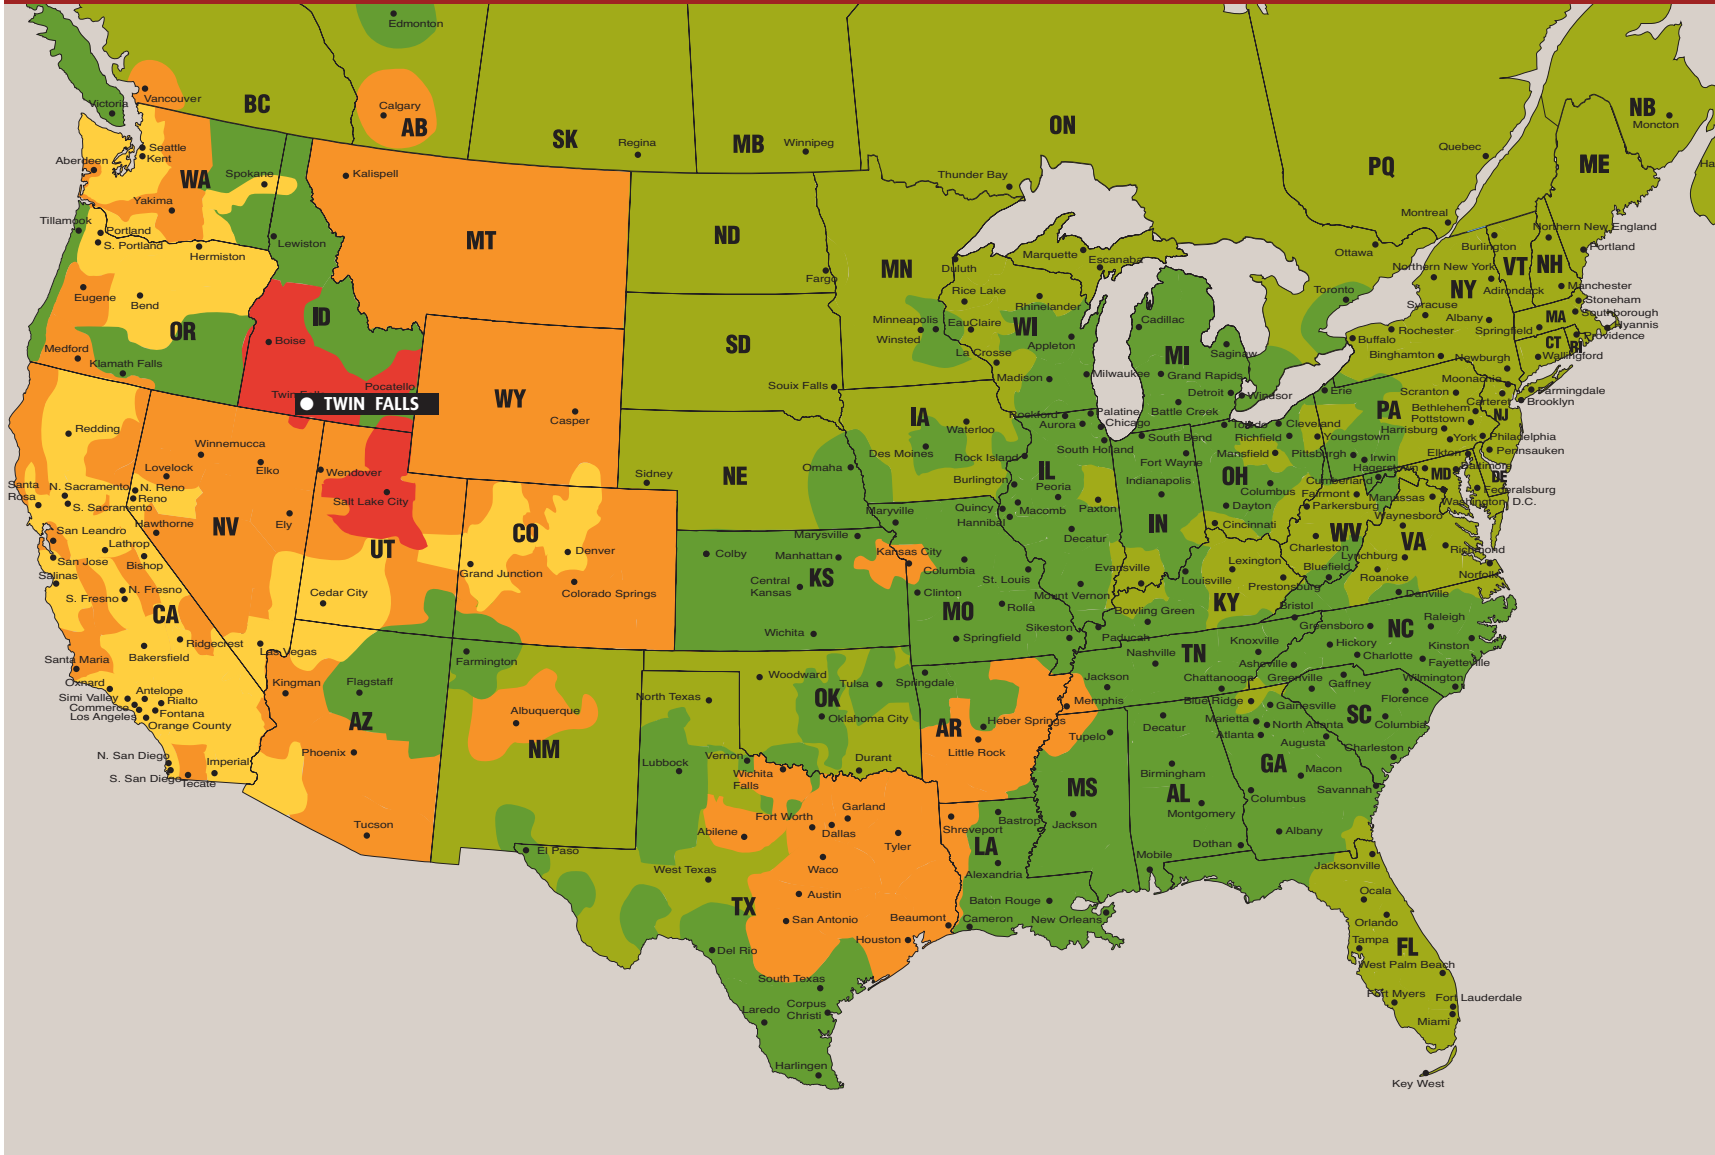 Edmonton
Victoria
Vancouver
BC
Calgary
AB
SK
Regina
MB
Winnipeg
ON
PQ
Quebec
NB
Moncton
ME
Ha
Thunder Bay
Montreal
Ottawa
Toronto
Aberdeen
Seattle
Kent
WA
Spokane
Yakima
Kalispell
Tillamook
Portland
S. Portland
Hermiston
Lewiston
MT
ND
Fargo
MN
Duluth
Marquette
Escanaba
Rice Lake
Rhinelander
Northern New England
Burlington
Portland
VT
NH
Northern New York
NY
Adirondack
Manchester
Stoneham
Southborough
Hyannis
Providence
Syracuse
Albany
MA
Springfield
CT
RI
Wallingford
Rochester
Buffalo
Binghamton
Newburgh
Eugene
Bend
OR
ID
Boise
Medford
Klamath Falls
Pocatello
TWIN FALLS
WY
Casper
SD
Souix Falls
Minneapolis
Winsted
EauClaire
WI
La Crosse
Appleton
Madison
Milwaukee
Cadillac
MI
Saginaw
Grand Rapids
Detroit
Windsor
Battle Creek
Erie
Moonachie
Scranton
Carteret
Farmingdale
Brooklyn
PA
Bethlehem
Pottstown
NJ
Harrisburg
York
Philadelphia
Pennsauken
Redding
Winnemucca
Lovelock
Elko
Wendover
Salt Lake City
Sidney
NE
Omaha
IA
Waterloo
Des Moines
Rock Island
Burlington
Rockford
Aurora
Palatine
Chicago
South Holland
South Bend
Toledo
Cleveland
Richfield
Youngstown
Fort Wayne
Mansfield
Pittsburgh
Irwin
Hagerstown
Elkton
Baltimore
MD
DE
Federalsburg
Washington, D.C.
Santa
Rosa
N. Sacramento
S. Sacramento
N. Reno
Reno
San Leandro
Hawthorne
Lathrop
San Jose
Bishop
Salinas
Ely
NV
UT
CO
Denver
Grand Junction
Colorado Springs
Cedar City
N. Fresno
S. Fresno
CA
Ridgecrest
Bakersfield
Las Vegas
Santa Maria
Oxnard
Simi Valley
Commerce
Los Angeles
Antelope
Rialto
Fontana
Orange County
N. San Diego
S. San Diego
Tecate
Imperial
Kingman
Flagstaff
AZ
Phoenix
Tucson
Farmington
Albuquerque
NM
El Paso
Maryville
Marysville
Colby
Manhattan
KS
Central
Kansas
Wichita
Kansas City
Columbia
Clinton
MO
Rolla
Springfield
St. Louis
Sikeston
Quincy
Hannibal
Macomb
IL
Peoria
Paxton
Decatur
Mount Vernon
Indianapolis
IN
Evansville
OH
Columbus
Dayton
Cincinnati
Cumberland
Fairmont
Parkersburg
Manassas
WV
Charleston
Waynesboro
VA
Lynchburg
Richmond
Roanoke
Norfolk
Danville
Bluefield
Lexington
Prestonsburg
Louisville
KY
Bowling Green
Paducah
Bristol
Greensboro
NC
Raleigh
Hickory
Kinston
Charlotte
Fayetteville
Wilmington
Knoxville
Asheville
TN
Nashville
Jackson
Chattanooga
Memphis
Greenville
Gaffney
Florence
SC
Columbia
Charleston
Blue Ridge
Gainesville
Marietta
North Atlanta
Atlanta
Augusta
GA
Macon
Savannah
Columbus
Albany
Woodward
Tulsa
OK
Oklahoma City
North Texas
Durant
Springdale
AR
Heber Springs
Little Rock
Lubbock
Vernon
Wichita
Falls
Abilene
Fort Worth
Garland
Dallas
Tyler
Waco
West Texas
TX
Austin
San Antonio
Beaumont
Houston
Del Rio
South Texas
Corpus
Christi
Laredo
Harlingen
Shreveport
Bastrop
LA
Alexandria
Baton Rouge
Cameron
New Orleans
Tupelo
MS
Jackson
Decatur
Birmingham
AL
Montgomery
Dothan
Mobile
Jacksonville
Ocala
Orlando
Tampa
FL
West Palm Beach
Fort Myers
Fort Lauderdale
Miami
Key West